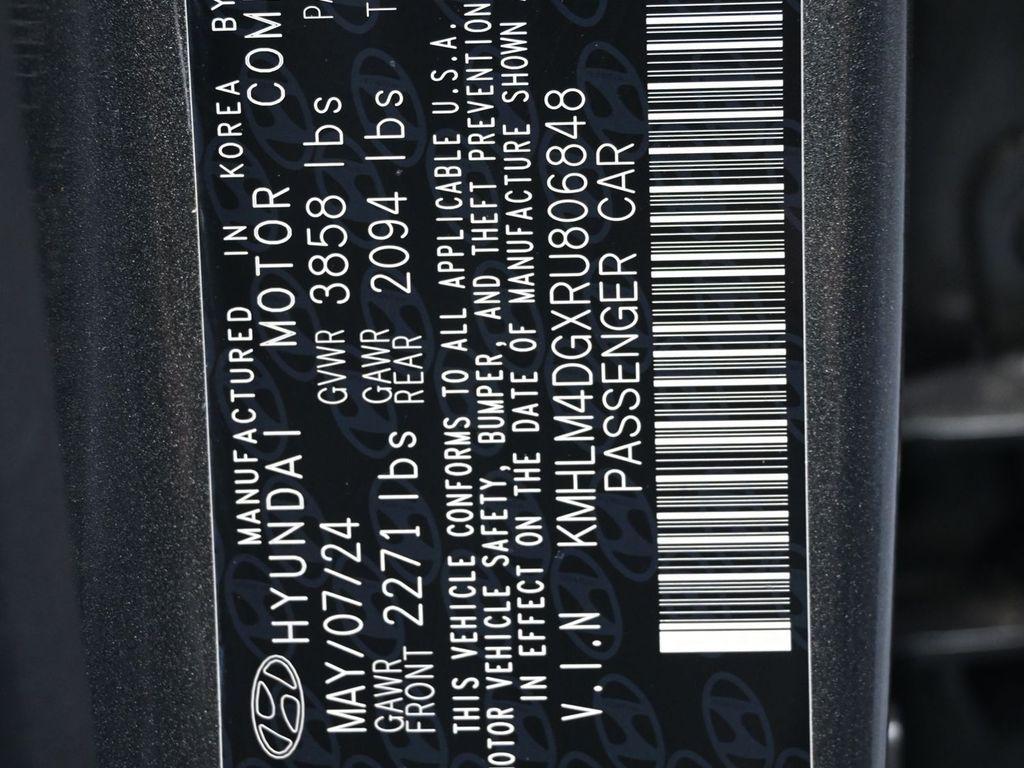 MANUFACTURED IN KOREA BY
HYUNDAI MOTOR
MAY/07/24 GVWR 3858 lbs
GAWR FRONT 2271 lbs GAWR REAR 2094 lbs
THIS VEHICLE CONFORMS TO ALL APPLICABLE U.S.A.
VEHICLE SAFETY, BUMPER, AND THEFT PREVENTION
IN EFFECT ON THE DATE OF MANUFACTURE SHOWN
V.I.N KMHLM4DGXRU806848
PASSENGER CAR